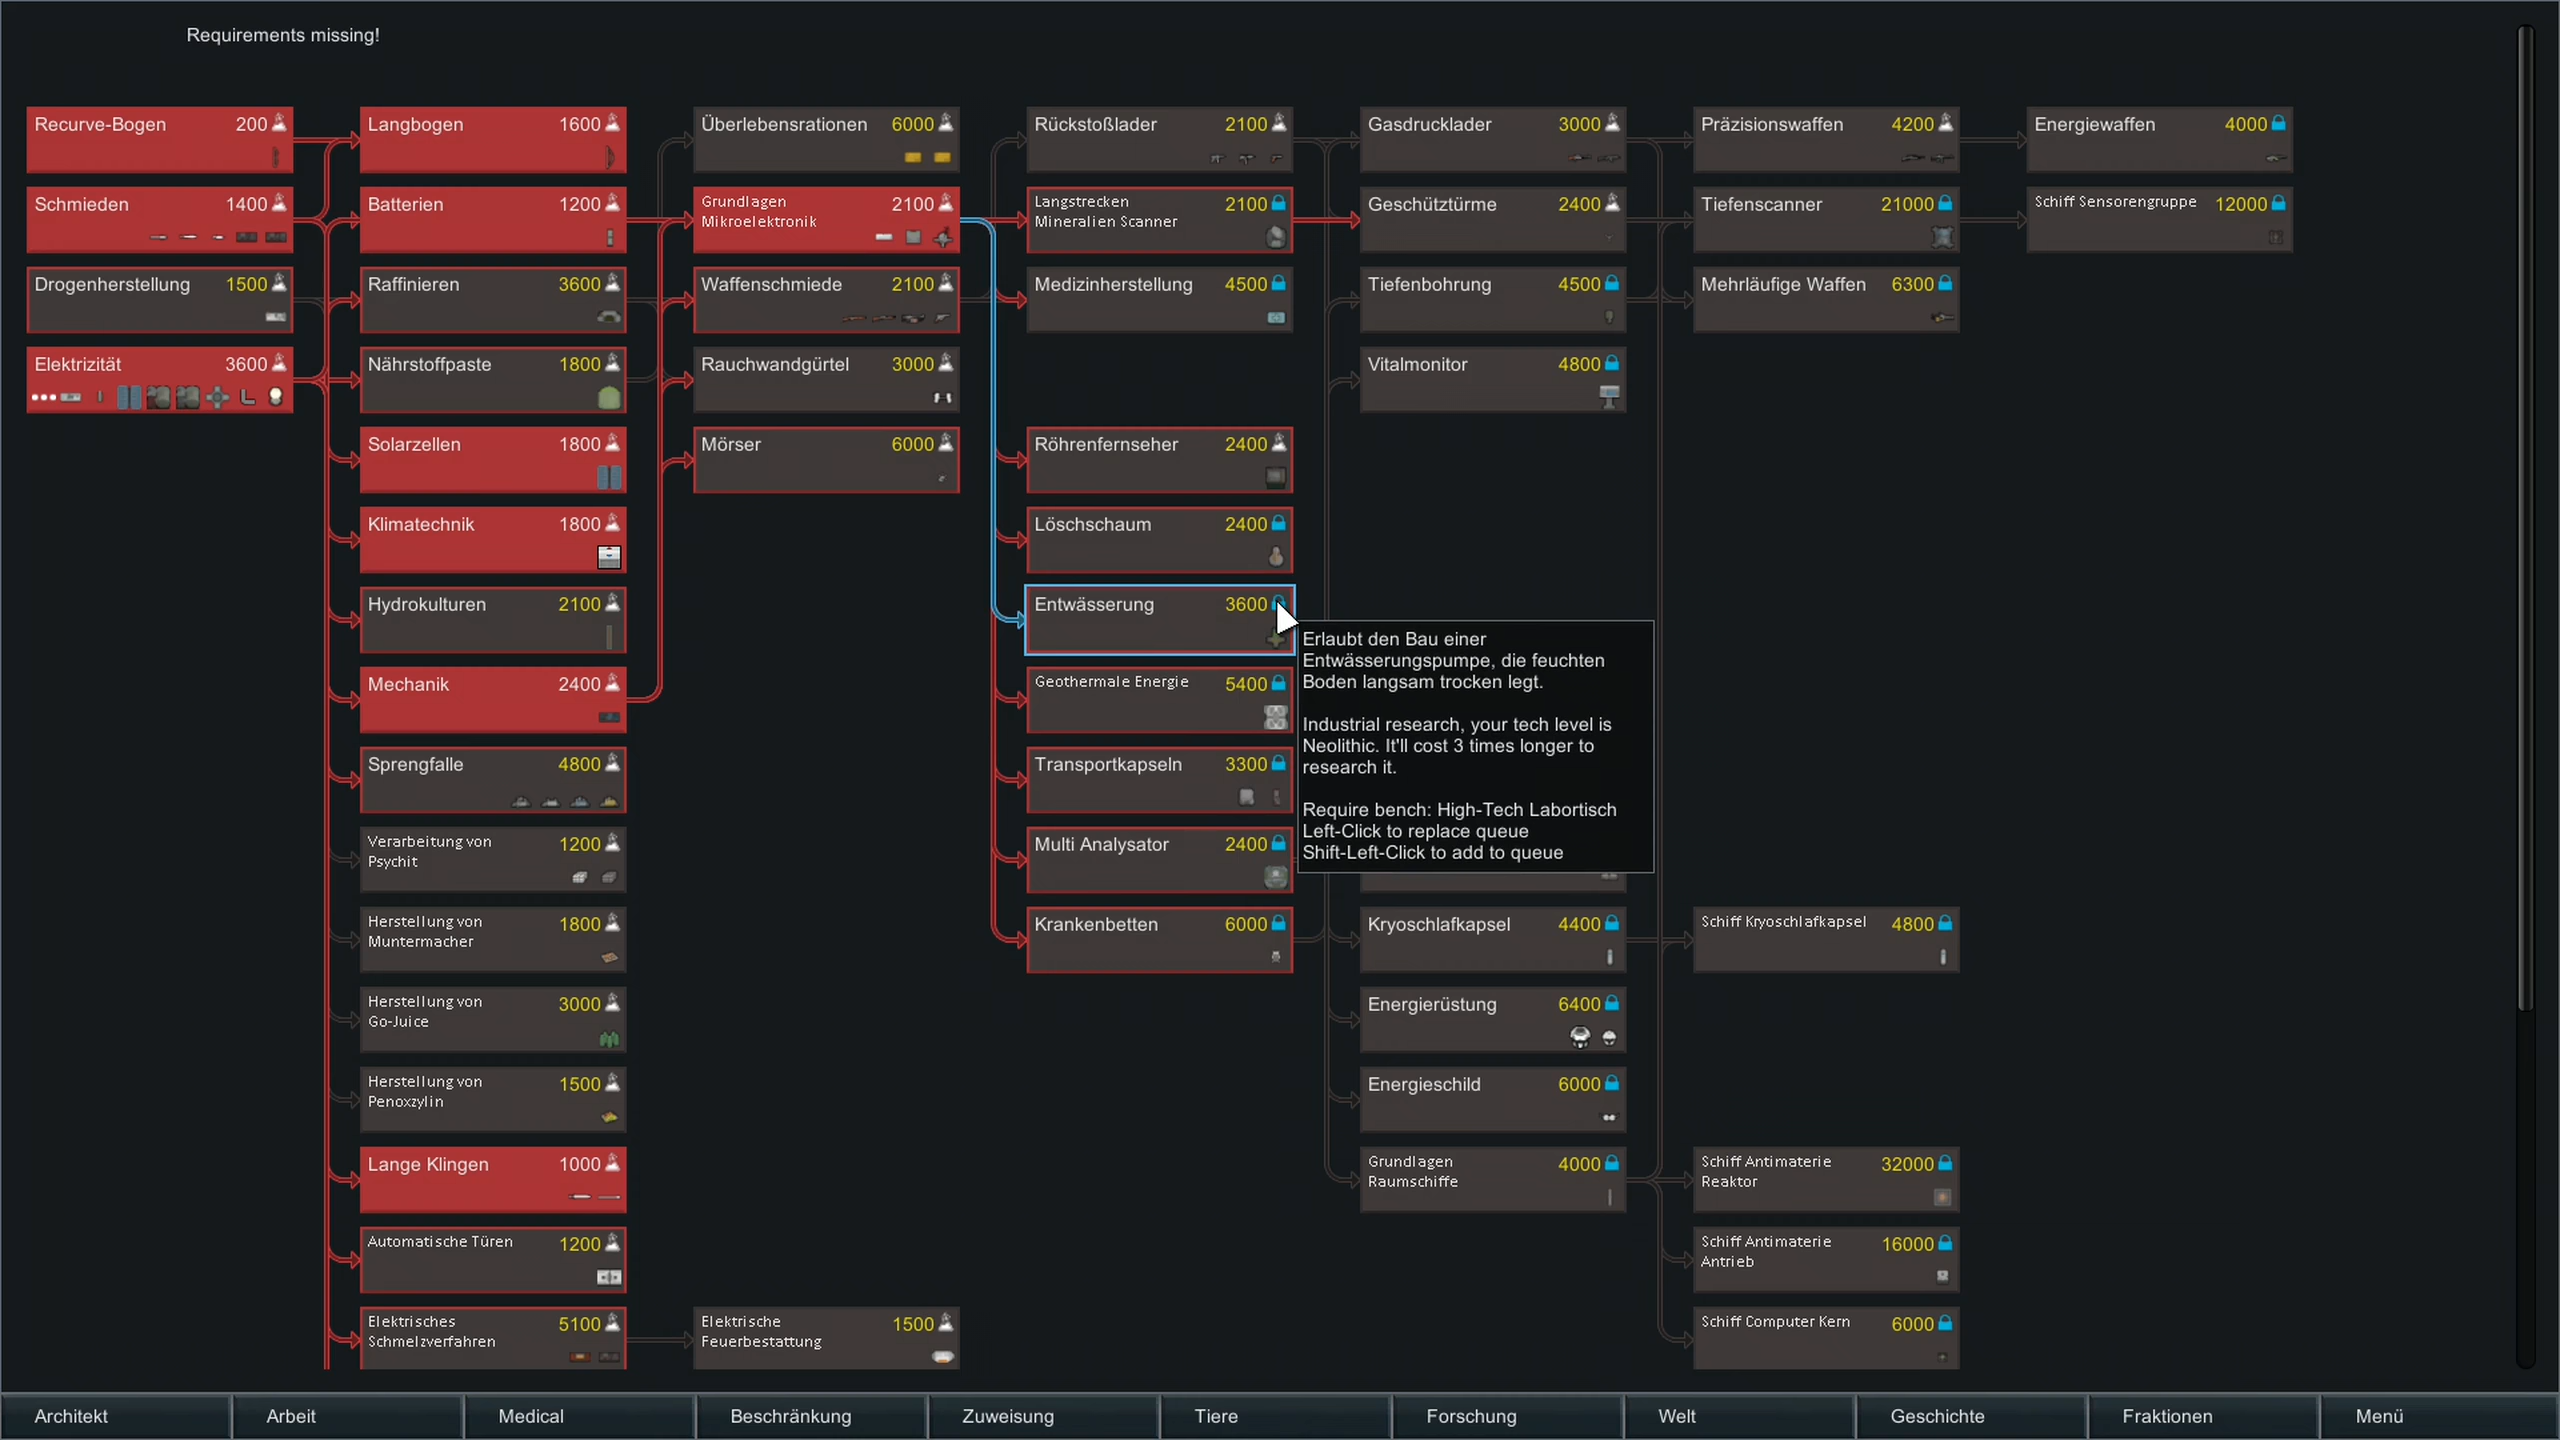 Requirements missing!
Recurve-Bogen 200
Langbogen 1600
Überlebensrationen 6000
Rückstoßlader 2100
Gasdrucklader 3000
Präzisionswaffen 4200
Energiewaffen 4000
Schmieden 1400
Batterien 1200
Grundlagen
Mikroelektronik 2100
Langstrecken
Mineralien Scanner 2100
Geschütztürme 2400
Tiefenscanner 21000
Schiff Sensorengruppe 12000
Drogenherstellung 1500
Raffinieren 3600
Waffenschmiede 2100
Medizinherstellung 4500
Tiefenbohrung 4500
Mehrläufige Waffen 6300
Elektrizität 3600
Nährstoffpaste 1800
Rauchwandgürtel 3000
Vitalmonitor 4800
Solarzellen 1800
Mörser 6000
Röhrenfernseher 2400
Klimatechnik 1800
Löschschaum 2400
Hydrokulturen 2100
Entwässerung 3600
Erlaubt den Bau einer
Entwässerungspumpe, die feuchten
Boden langsam trocken legt.
Industrial research, your tech level is
Neolithic. It'll cost 3 times longer to
research it.
Require bench: High-Tech Labortisch
Left-Click to replace queue
Shift-Left-Click to add to queue
Mechanik 2400
Geothermale Energie 5400
Sprengfalle 4800
Transportkapseln 3300
Verarbeitung von
Psychit 1200
Multi Analysator 2400
Herstellung von
Muntermacher 1800
Krankenbetten 6000
Kryoschlafkapsel 4400
Schiff Kryoschlafkapsel 4800
Herstellung von
Go-Juice 3000
Energierüstung 6400
Herstellung von
Penoxzylin 1500
Energieschild 6000
Lange Klingen 1000
Grundlagen
Raumschiffe 4000
Schiff Antimaterie
Reaktor 32000
Automatische Türen 1200
Schiff Antimaterie
Antrieb 16000
Elektrisches
Schmelzverfahren 5100
Elektrische
Feuerbestattung 1500
Schiff Computer Kern 6000
Architekt
Arbeit
Medical
Beschränkung
Zuweisung
Tiere
Forschung
Welt
Geschichte
Fraktionen
Menü